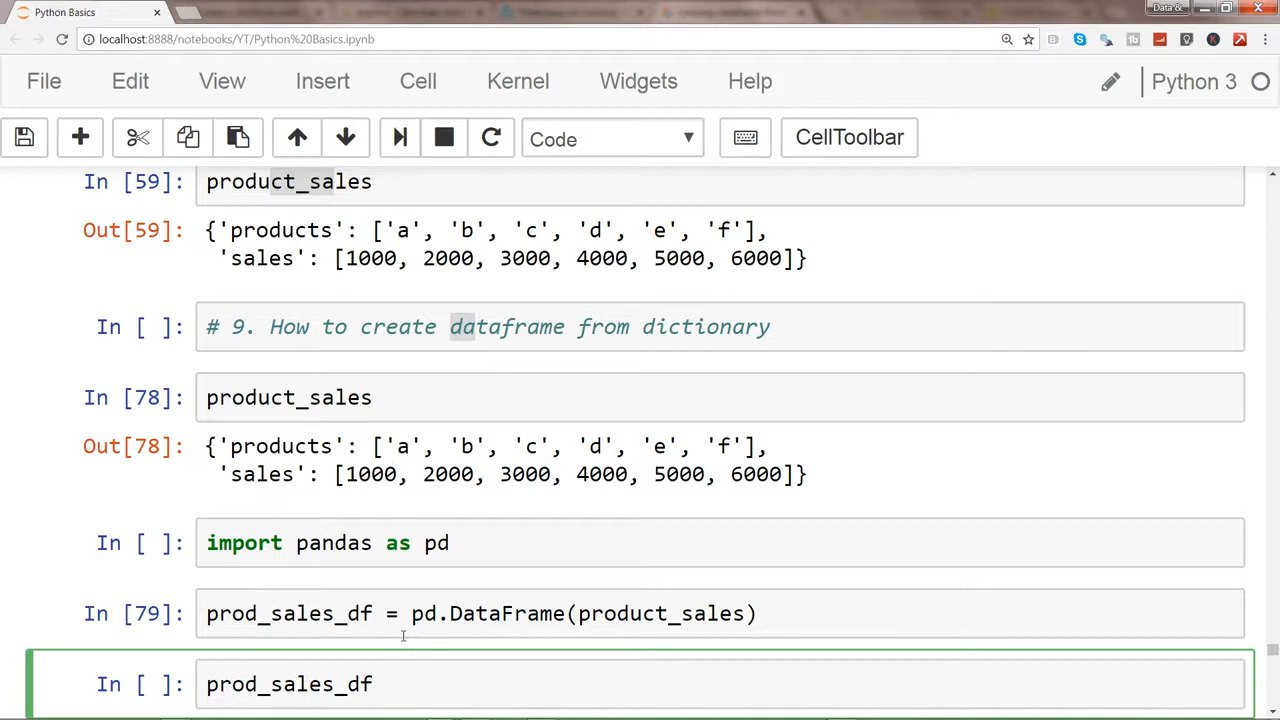 Python Basics
Data &
localhost:8888/notebooks/YT/Python%20Basics.ipynb
File Edit View Insert Cell Kernel Widgets Help Python 3
Code CellToolbar
In [59]: product_sales
Out[59]: {'products': ['a', 'b', 'c', 'd', 'e', 'f'],
'sales': [1000, 2000, 3000, 4000, 5000, 6000]}
In [ ]: # 9. How to create dataframe from dictionary
In [78]: product_sales
Out[78]: {'products': ['a', 'b', 'c', 'd', 'e', 'f'],
'sales': [1000, 2000, 3000, 4000, 5000, 6000]}
In [ ]: import pandas as pd
In [79]: prod_sales_df = pd.DataFrame(product_sales)
In [ ]: prod_sales_df